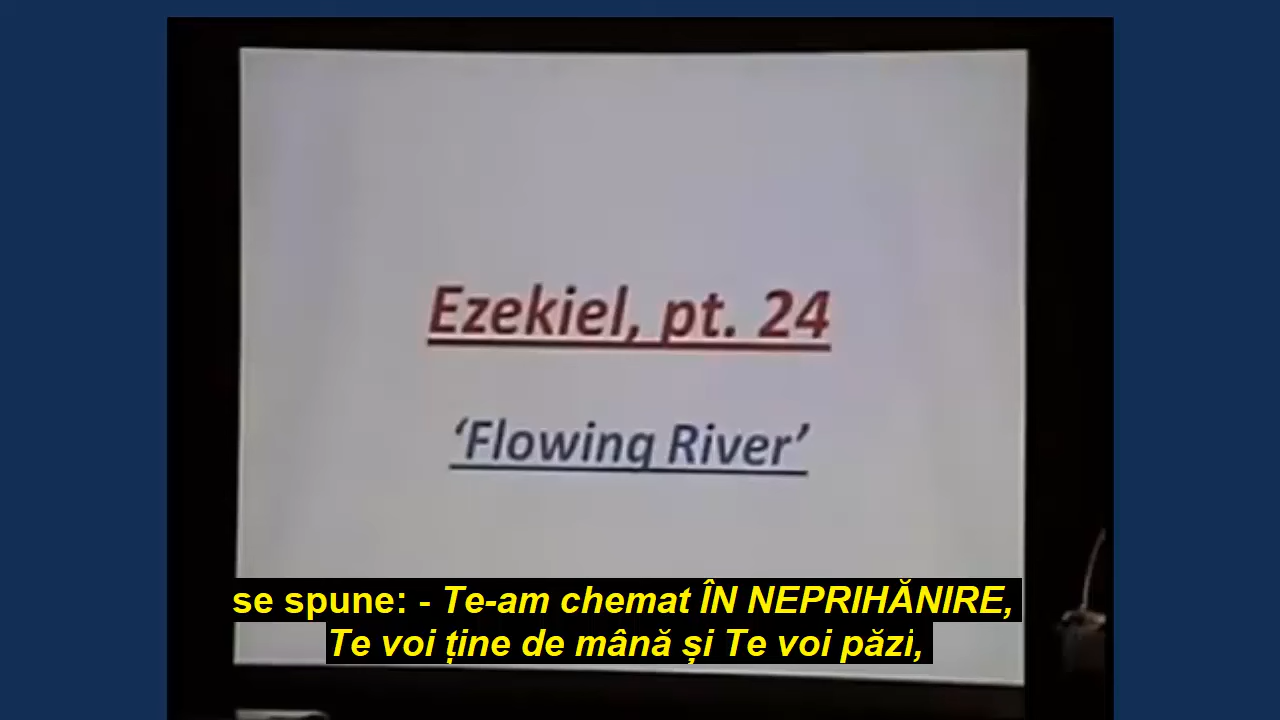 Ezekiel, pt. 24
‘Flowing River’
se spune: - Te-am chemat ÎN NEPRIHĂNIRE,
Te voi ține de mână și Te voi păzi,